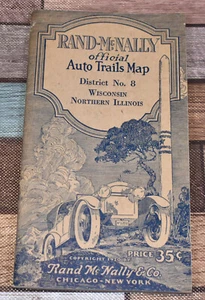 RAND McNALLY
official
Auto Trails Map
District No. 8
Wisconsin
Northern Illinois
COPYRIGHT
PRICE 35¢
Rand McNally & Co.
CHICAGO - NEW YORK